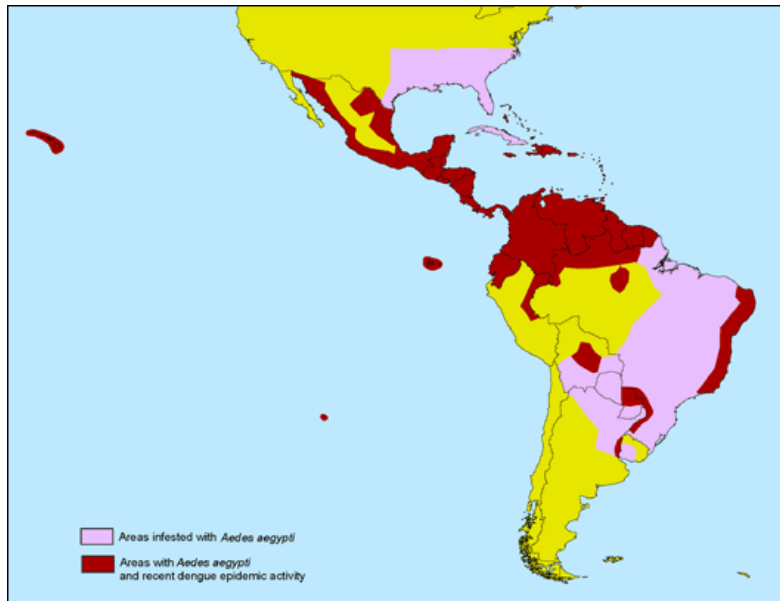 Areas infested with Aedes aegypti
Areas with Aedes aegypti
and recent dengue epidemic activity